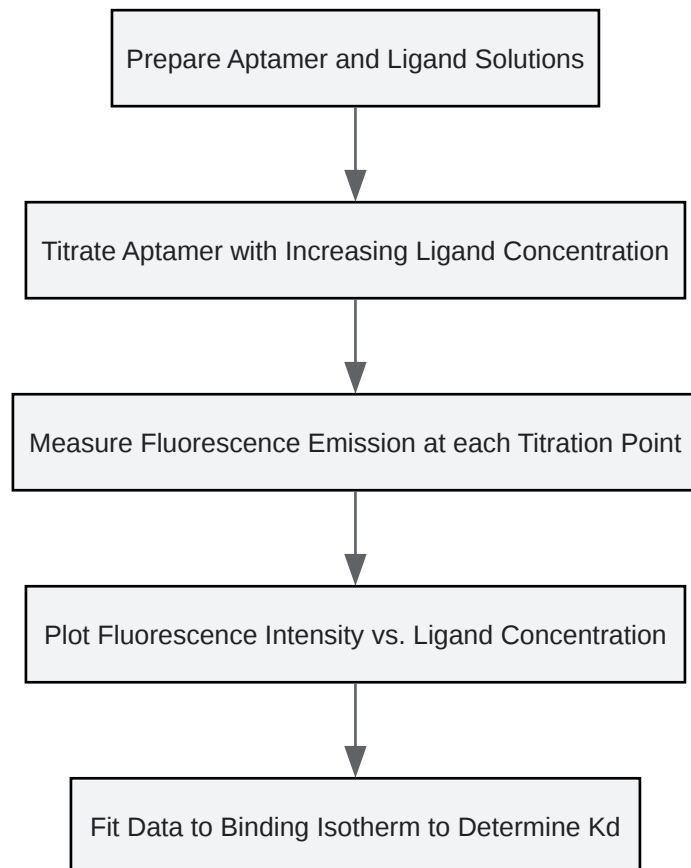 Prepare Aptamer and Ligand Solutions
Titrate Aptamer with Increasing Ligand Concentration
Measure Fluorescence Emission at each Titration Point
Plot Fluorescence Intensity vs. Ligand Concentration
Fit Data to Binding Isotherm to Determine Kd